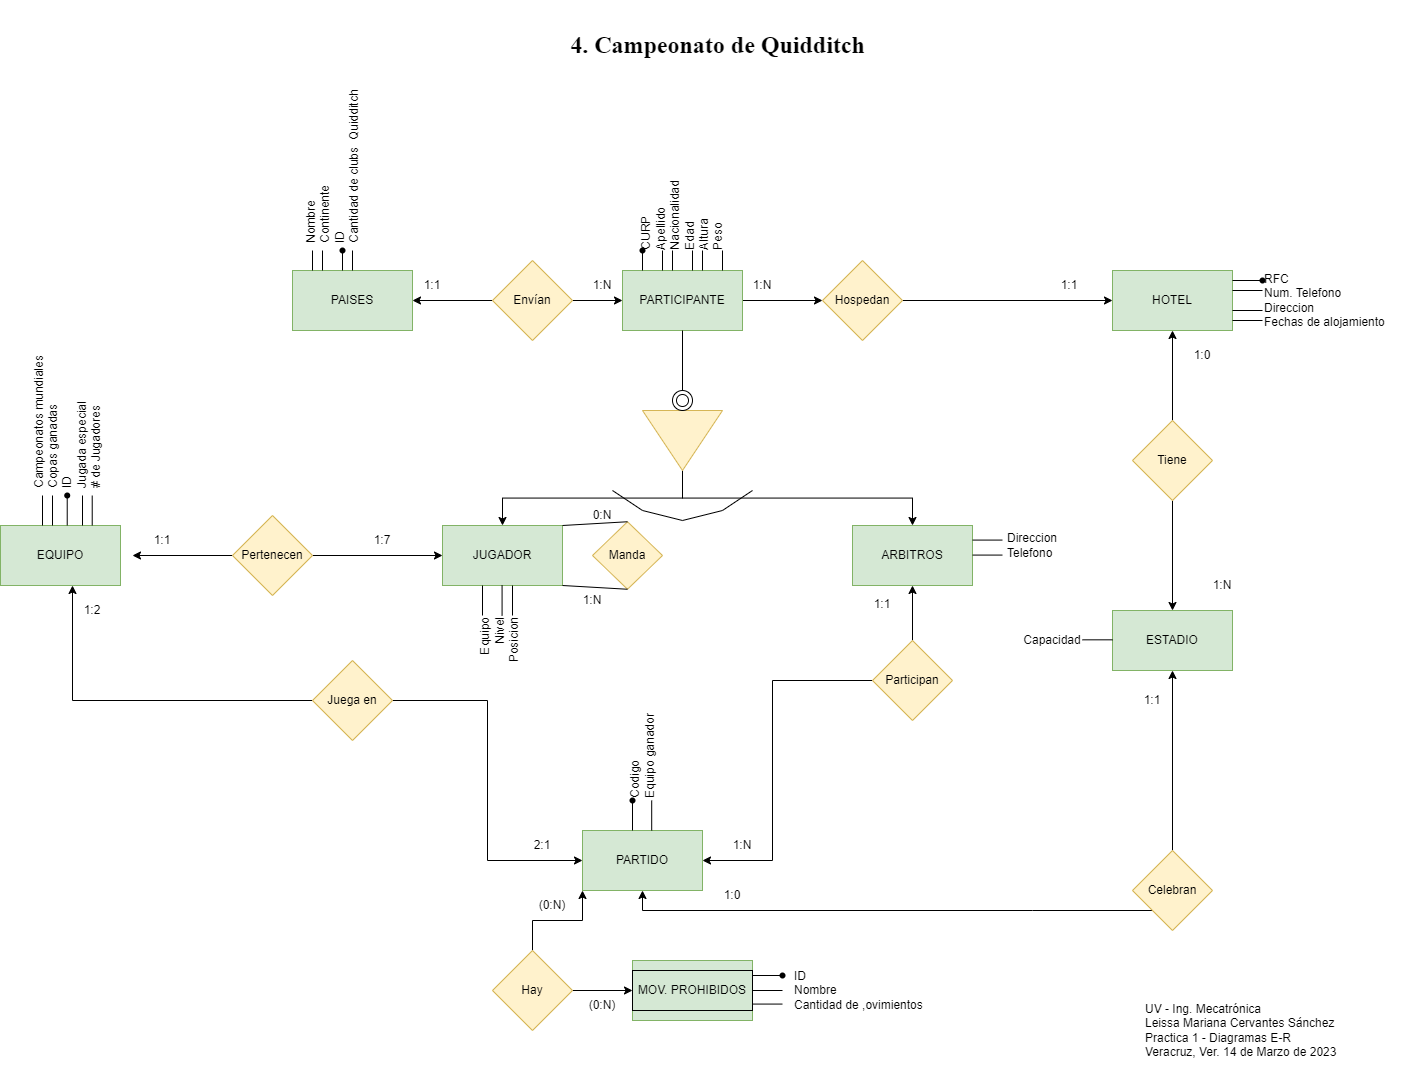 4. Campeonato de Quidditch
Nombre
Continente
ID
Cantidad de clubs Quidditch
CURP
Apellido
Nacionalidad
Edad
Altura
Peso
PAISES
1:1
Envían
1:N
PARTICIPANTE
1:N
Hospedan
1:1
HOTEL
RFC
Num. Telefono
Direccion
Fechas de alojamiento
1:0
Tiene
1:N
Campeonatos mundiales
Copas ganadas
ID
Jugada especial
# de Jugadores
EQUIPO
1:1
Pertenecen
1:7
JUGADOR
0:N
Manda
1:N
Equipo
Nivel
Posicion
ARBITROS
Direccion
Telefono
1:1
Participan
1:N
Capacidad
ESTADIO
1:1
1:2
Juega en
2:1
Codigo
Equipo ganador
PARTIDO
1:0
Celebran
(0:N)
Hay
(0:N)
MOV. PROHIBIDOS
ID
Nombre
Cantidad de ,ovimientos
UV - Ing. Mecatrónica
Leissa Mariana Cervantes Sánchez
Practica 1 - Diagramas E-R
Veracruz, Ver. 14 de Marzo de 2023